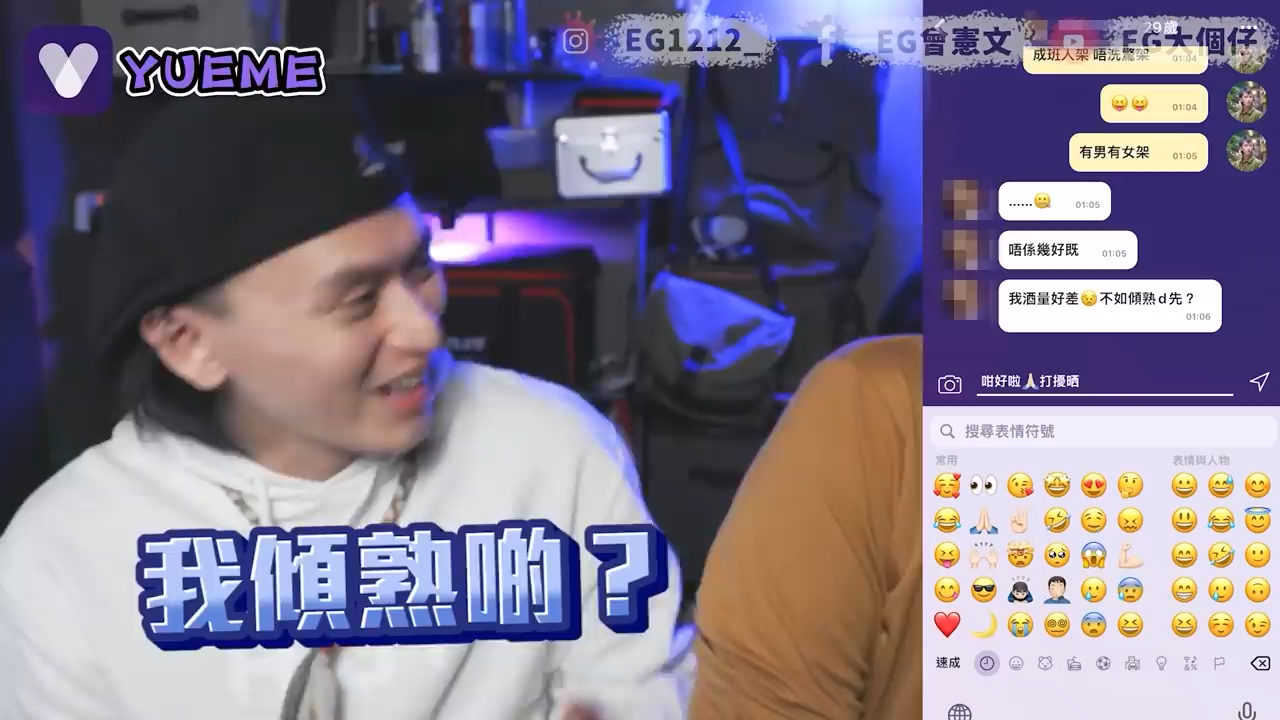 YUEME
EG1212_
EG曾憲文
EG大個仔
29歲
成班人架 唔洗驚架
01:04
😝😝 01:04
有男有女架 01:05
......🤐 01:05
唔係幾好既 01:05
我酒量好差😣不如傾熟d先？
01:06
咁好啦🙏🏻打擾晒
搜尋表情符號
常用
表情與人物
速成
我傾熟啲？